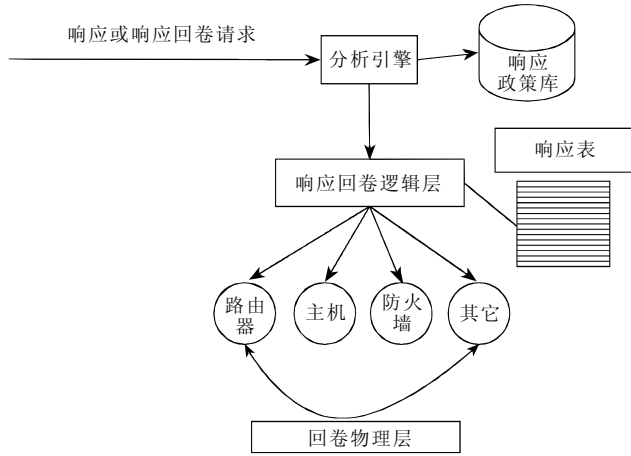 响应或响应回卷请求
分析引擎
响应
政策库
响应表
响应回卷逻辑层
路由
器
主机
防火
墙
其它
回卷物理层